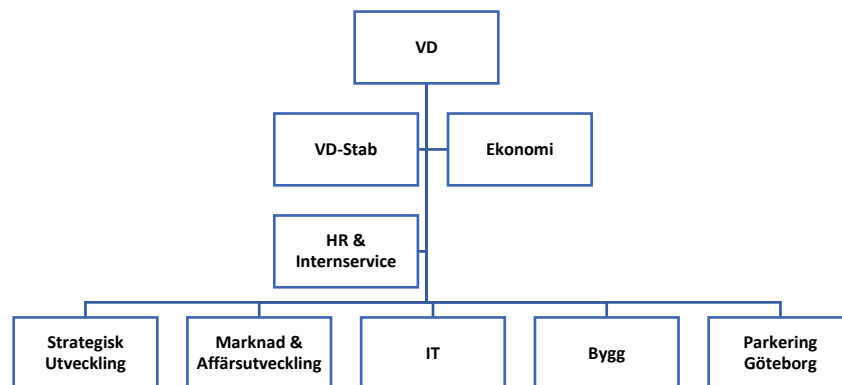 VD
VD-Stab
Ekonomi
HR &
Internservice
Strategisk
Utveckling
Marknad &
Affärsutveckling
IT
Bygg
Parkering
Göteborg